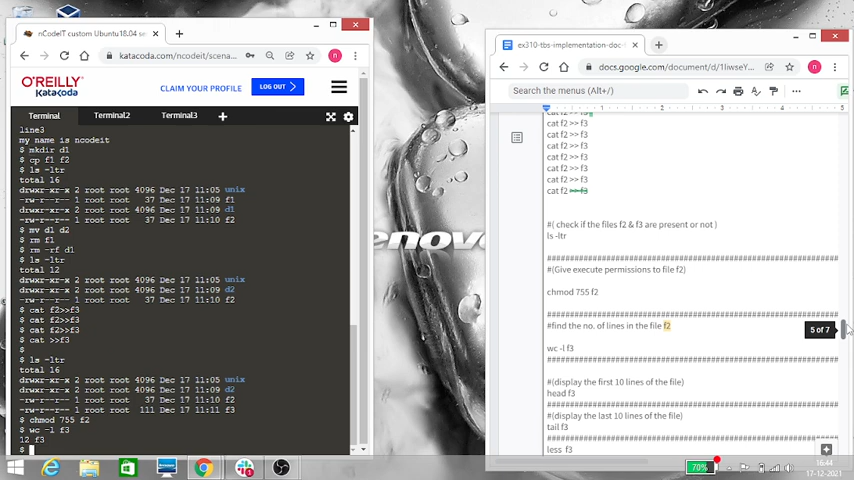 nCodeIT custom Ubuntu18.04 se
katacoda.com/ncodeit/scena
O'REILLY
Katakoda
CLAIM YOUR PROFILE
LOG OUT
Terminal
Terminal2
Terminal3
line3
my name is ncodeit
$ mkdir d1
$ cp f1 f2
$ ls -ltr
total 16
drwxr-xr-x 2 root root 4096 Dec 17 11:05 unix
-rw-r--r-- 1 root root 37 Dec 17 11:09 f1
drwxr-xr-x 2 root root 4096 Dec 17 11:09 d1
-rw-r--r-- 1 root root 37 Dec 17 11:10 f2
$ mv d1 d2
$ rm f1
$ rm -rf d1
$ ls -ltr
total 12
drwxr-xr-x 2 root root 4096 Dec 17 11:05 unix
drwxr-xr-x 2 root root 4096 Dec 17 11:09 d2
-rw-r--r-- 1 root root 37 Dec 17 11:10 f2
$ cat f2>>f3
$ cat f2>>f3
$ cat f2>>f3
$ cat >>f3
$
$ ls -ltr
total 16
drwxr-xr-x 2 root root 4096 Dec 17 11:05 unix
drwxr-xr-x 2 root root 4096 Dec 17 11:09 d2
-rw-r--r-- 1 root root 37 Dec 17 11:10 f2
-rw-r--r-- 1 root root 111 Dec 17 11:11 f3
$ chmod 755 f2
$ wc -l f3
12 f3
$
ex310-tbs-implementation-doc-
docs.google.com/document/d/1IiwseY
Search the menus (Alt+/)
cat f2 >> f3
cat f2 >> f3
cat f2 >> f3
cat f2 >> f3
cat f2 >> f3
cat f2 >> f3
cat f2 >> f3
cat f2 >> f3
#( check if the files f2 & f3 are present or not )
ls -ltr
#(Give execute permissions to file f2)
chmod 755 f2
#find the no. of lines in the file f2
5 of 7
wc -l f3
#(display the first 10 lines of the file)
head f3
#(display the last 10 lines of the file)
tail f3
less f3
70%
16:44
17-12-2021